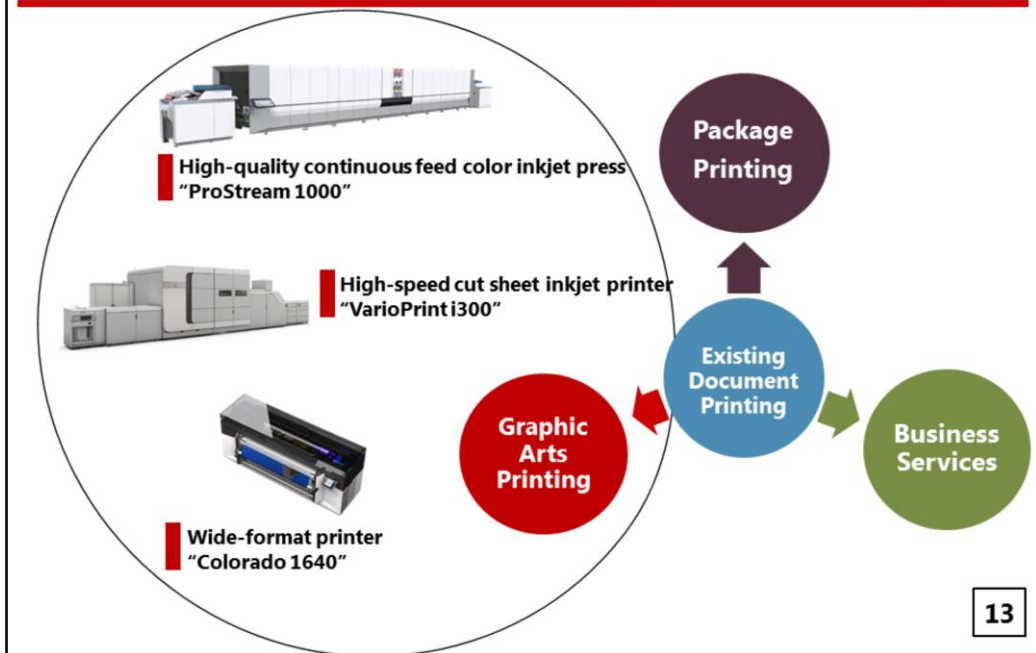 High-quality continuous feed color inkjet press
“ProStream 1000”
High-speed cut sheet inkjet printer
“VarioPrint i300”
Wide-format printer
“Colorado 1640”
Package
Printing
Existing
Document
Printing
Graphic
Arts
Printing
Business
Services
13